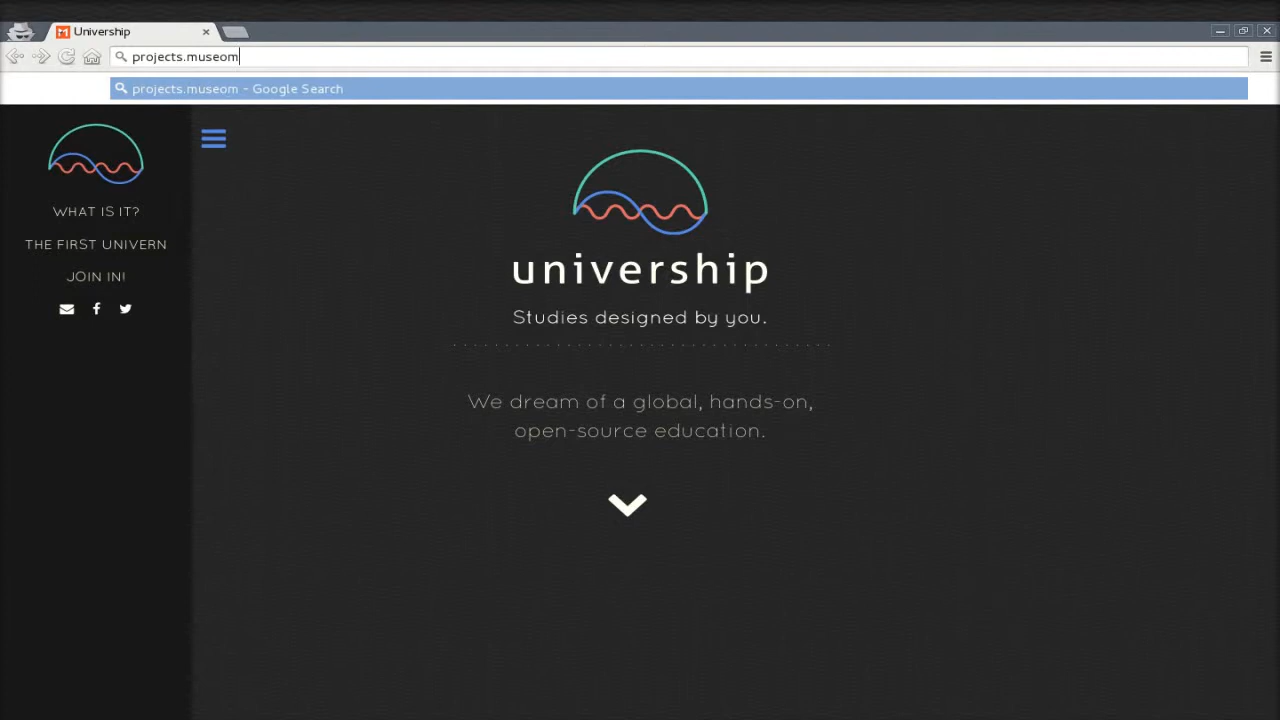 Univership
projects.museom
projects.museom - Google Search
WHAT IS IT?
THE FIRST UNIVERN
JOIN IN!
univership
Studies designed by you.
We dream of a global, hands-on,
open-source education.